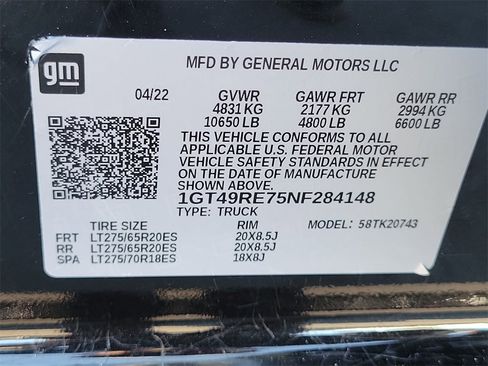 gm
MFD BY GENERAL MOTORS LLC
04/22 GVWR GAWR FRT GAWR RR
4831 KG 2177 KG 2994 KG
10650 LB 4800 LB 6600 LB
THIS VEHICLE CONFORMS TO ALL
APPLICABLE U.S. FEDERAL MOTOR
VEHICLE SAFETY STANDARDS IN EFFECT
ON THE DATE OF MANUFACTURE
SHOWN ABOVE.
1GT49RE75NF284148
TYPE: TRUCK MODEL: 58TK20743
TIRE SIZE RIM
FRT LT275/65R20ES 20X8.5J
RR LT275/65R20ES 20X8.5J
SPA LT275/70R18ES 18X8J